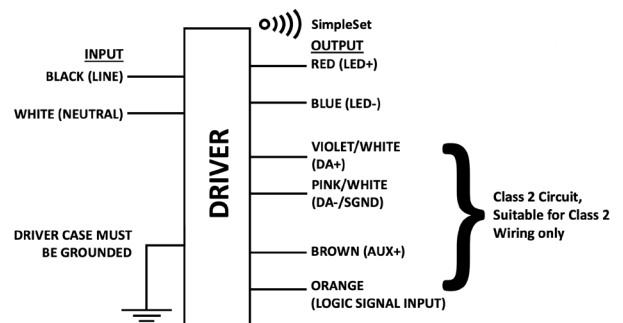 SimpleSet
INPUT
OUTPUT
BLACK (LINE)
RED (LED+)
WHITE (NEUTRAL)
BLUE (LED-)
DRIVER
VIOLET/WHITE
(DA+)
PINK/WHITE
(DA-/SGND)
Class 2 Circuit,
Suitable for Class 2
Wiring only
DRIVER CASE MUST
BE GROUNDED
BROWN (AUX+)
ORANGE
(LOGIC SIGNAL INPUT)